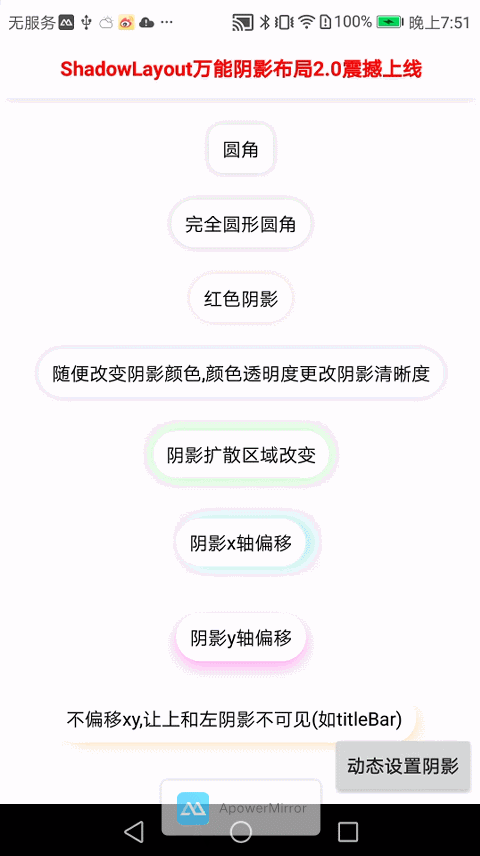 无服务 100% 晚上7:51
ShadowLayout万能阴影布局2.0震撼上线
圆角
完全圆形圆角
红色阴影
随便改变阴影颜色,颜色透明度更改阴影清晰度
阴影扩散区域改变
阴影x轴偏移
阴影y轴偏移
不偏移xy,让上和左阴影不可见(如titleBar)
动态设置阴影
ApowerMirror